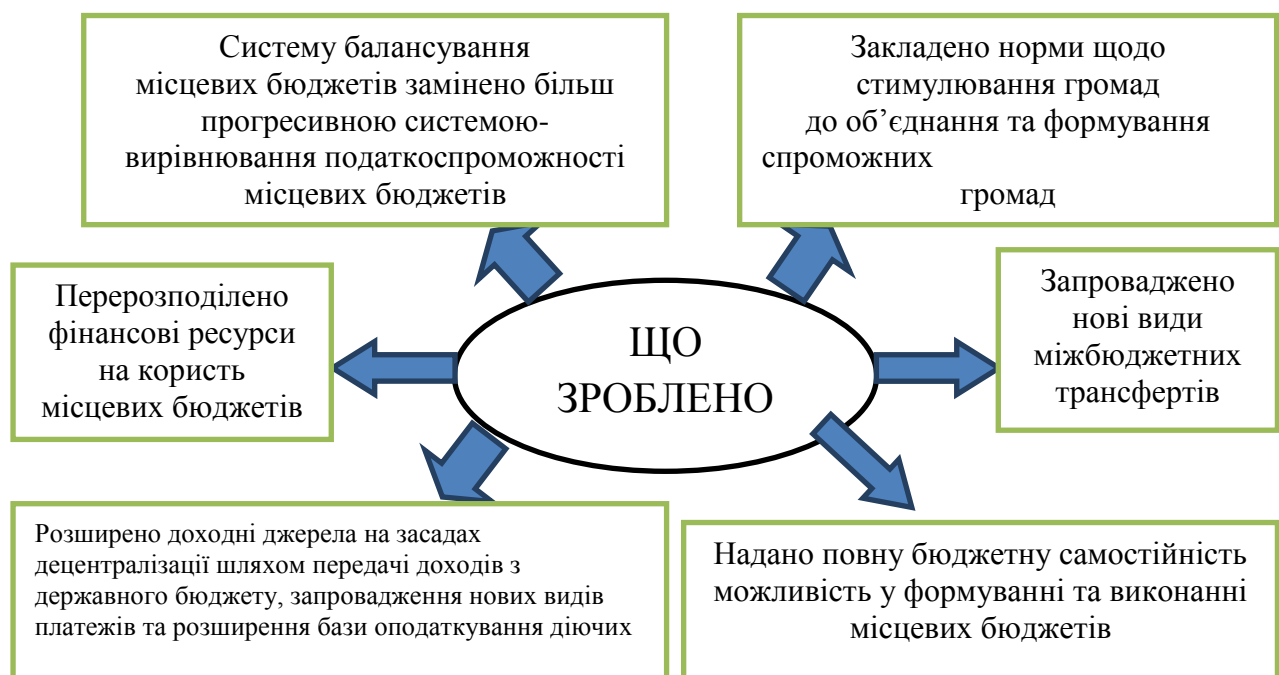 Систему балансування
місцевих бюджетів замінено більш
прогресивною системою-
вирівнювання податкоспроможності
місцевих бюджетів
Закладено норми щодо
стимулювання громад
до об’єднання та формування
спроможних
громад
Перерозподілено
фінансові ресурси
на користь
місцевих бюджетів
ЩО
ЗРОБЛЕНО
Запроваджено
нові види
міжбюджетних
трансфертів
Розширено доходні джерела на засадах
децентралізації шляхом передачі доходів з
державного бюджету, запровадження нових видів
платежів та розширення бази оподаткування діючих
Надано повну бюджетну самостійність
можливість у формуванні та виконанні
місцевих бюджетів